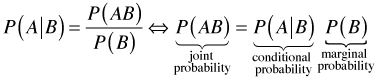 P(A|B) = P(AB) / P(B) ⇔ P(AB) = P(A|B) P(B)
joint probability conditional probability marginal probability